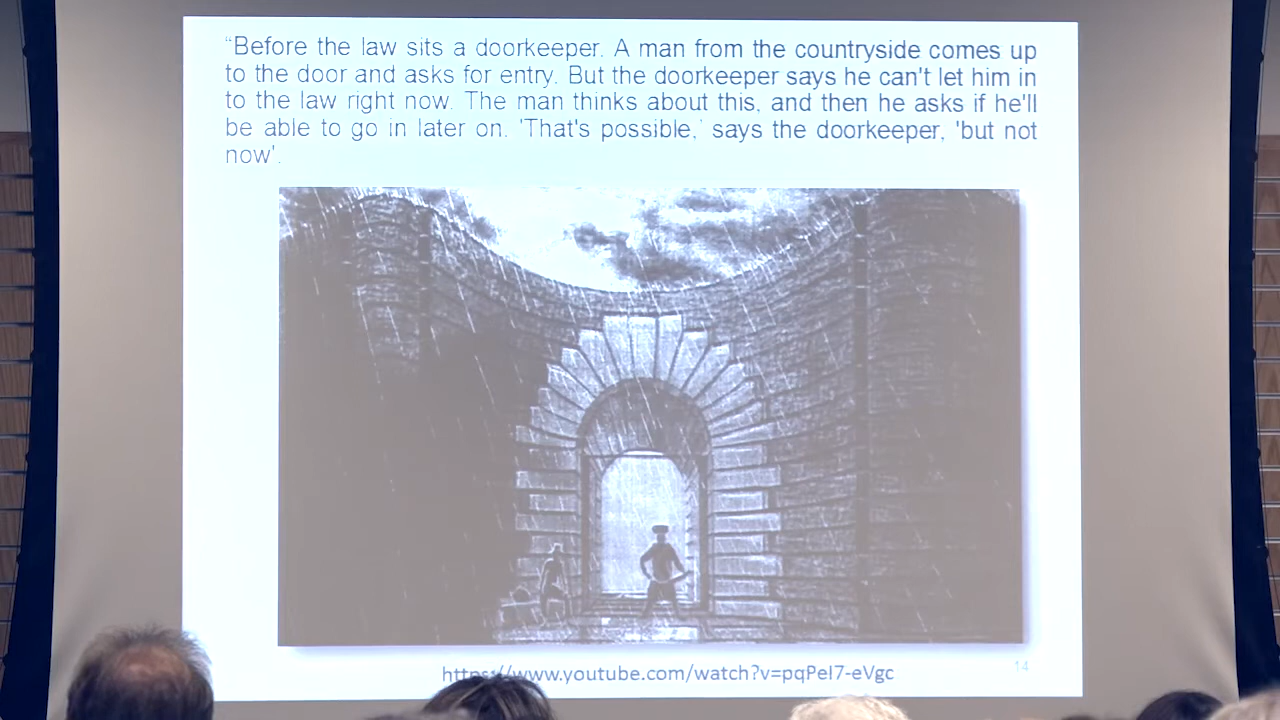 “Before the law sits a doorkeeper. A man from the countryside comes up
to the door and asks for entry. But the doorkeeper says he can't let him in
to the law right now. The man thinks about this, and then he asks if he'll
be able to go in later on. 'That's possible,' says the doorkeeper, 'but not
now'.
https://www.youtube.com/watch?v=pqPeI7-eVgc
14